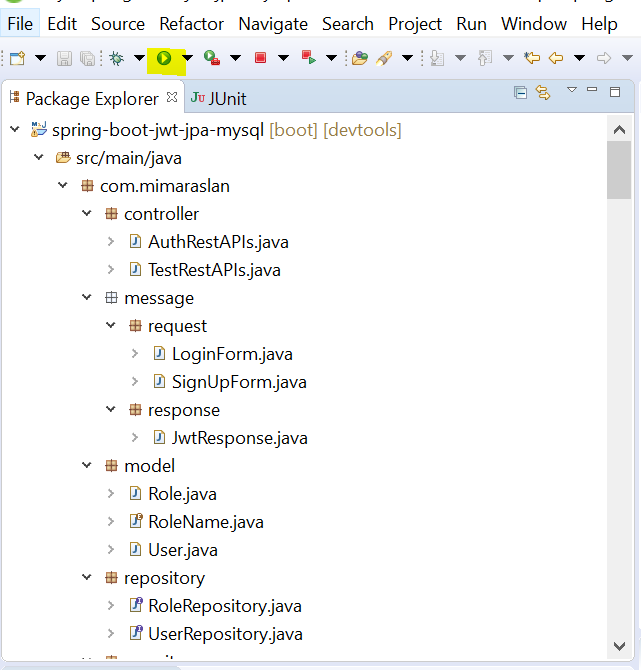 File Edit Source Refactor Navigate Search Project Run Window Help
Package Explorer JUnit
spring-boot-jwt-jpa-mysql [boot] [devtools]
src/main/java
com.mimaraslan
controller
AuthRestAPIs.java
TestRestAPIs.java
message
request
LoginForm.java
SignUpForm.java
response
JwtResponse.java
model
Role.java
RoleName.java
User.java
repository
RoleRepository.java
UserRepository.java